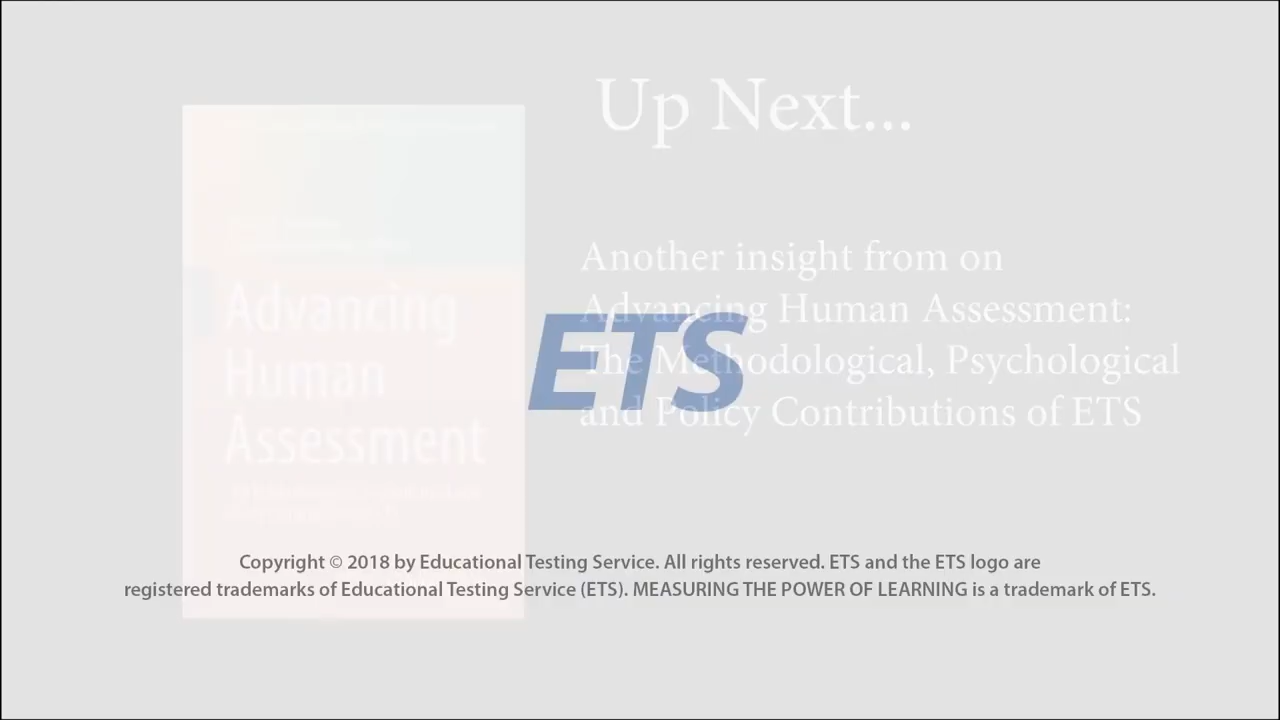 Up Next...
Another insight from on
Advancing Human Assessment:
The Methodological, Psychological
and Policy Contributions of ETS
Advancing
Human
Assessment
ETS
Copyright © 2018 by Educational Testing Service. All rights reserved. ETS and the ETS logo are
registered trademarks of Educational Testing Service (ETS). MEASURING THE POWER OF LEARNING is a trademark of ETS.